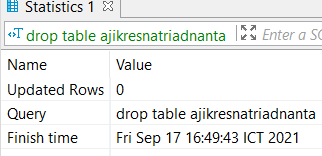 Statistics 1
drop table ajikresnatriadnanta Enter a SQ
Name Value
Updated Rows 0
Query drop table ajikresnatriadnanta
Finish time Fri Sep 17 16:49:43 ICT 2021